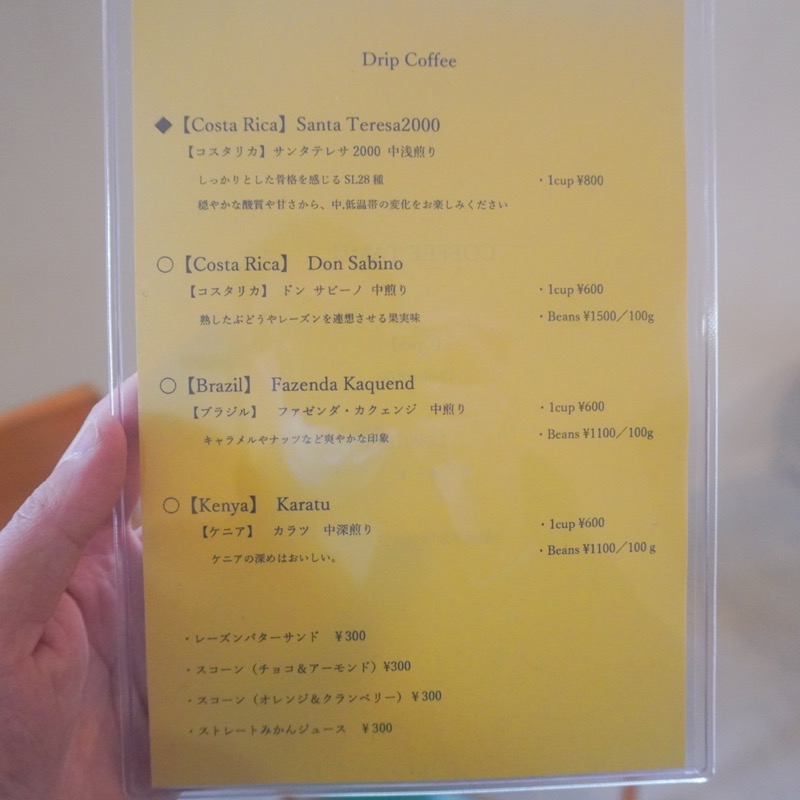 Drip Coffee
◆【Costa Rica】Santa Teresa2000
【コスタリカ】サンタテレサ 2000 中浅煎り
しっかりとした骨格を感じる SL28 種
・1cup ¥800
穏やかな酸質や甘さから、中,低温帯の変化をお楽しみください
○【Costa Rica】 Don Sabino
【コスタリカ】 ドン サビーノ 中煎り
・1cup ¥600
熟したぶどうやレーズンを連想させる果実味
・Beans ¥1500／100g
○【Brazil】 Fazenda Kaquend
【ブラジル】 ファゼンダ・カクェンジ 中煎り
・1cup ¥600
キャラメルやナッツなど爽やかな印象
・Beans ¥1100／100g
○【Kenya】 Karatu
【ケニア】 カラツ 中深煎り
・1cup ¥600
ケニアの深めはおいしい。
・Beans ¥1100／100 g
・レーズンバターサンド ¥300
・スコーン（チョコ＆アーモンド）¥300
・スコーン（オレンジ＆クランベリー）¥300
・ストレートみかんジュース ¥300